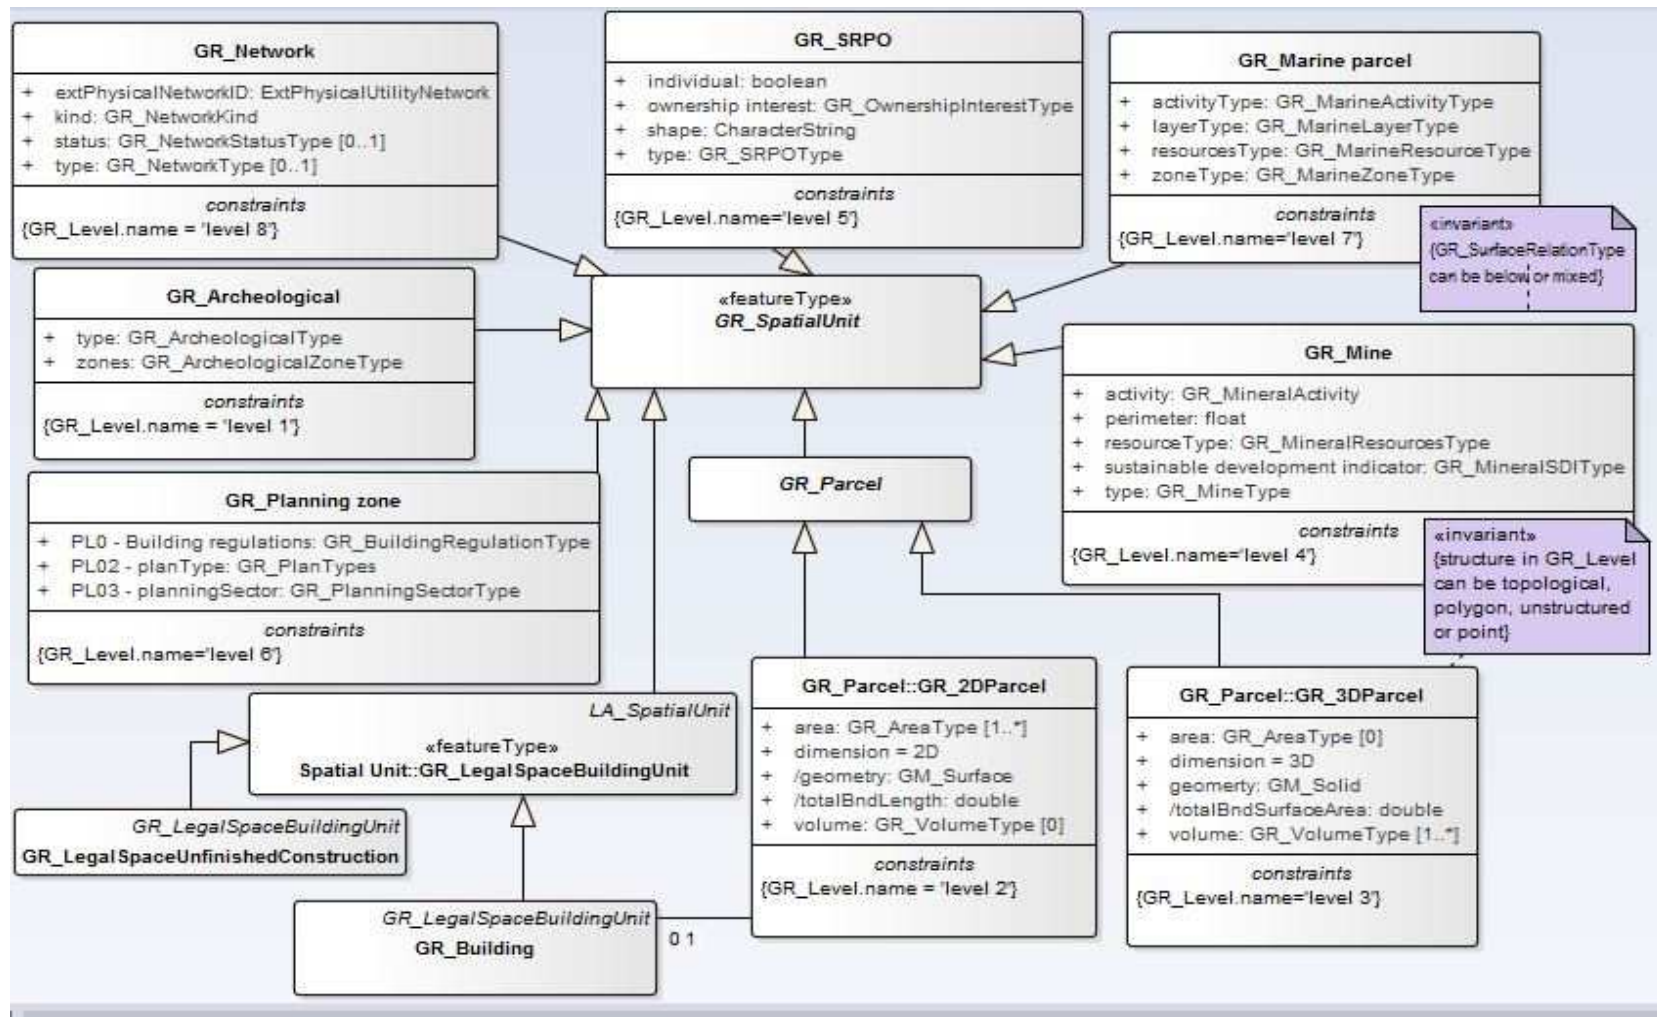 GR_Network
+ extPhysicalNetworkID: ExtPhysicalUtilityNetwork
+ kind: GR_NetworkKind
+ status: GR_NetworkStatusType [0..1]
+ type: GR_NetworkType [0..1]
constraints
{GR_Level.name = 'level 8'}
GR_SRPO
+ individual: boolean
+ ownership interest: GR_OwnershipInterestType
+ shape: CharacterString
+ type: GR_SRPOType
constraints
{GR_Level.name='level 5'}
GR_Marine parcel
+ activityType: GR_MarineActivityType
+ layerType: GR_MarineLayerType
+ resourcesType: GR_MarineResourceType
+ zoneType: GR_MarineZoneType
constraints
{GR_Level.name='level 7'}
«invariant»
{GR_SurfaceRelationType
can be below or mixed}
GR_Archeological
+ type: GR_ArcheologicalType
+ zones: GR_ArcheologicalZoneType
constraints
{GR_Level.name = 'level 1'}
«featureType»
GR_SpatialUnit
GR_Mine
+ activity: GR_MineralActivity
+ perimeter: float
+ resourceType: GR_MineralResourcesType
+ sustainable development indicator: GR_MineralSDIType
+ type: GR_MineType
constraints
{GR_Level.name='level 4'}
«invariant»
{structure in GR_Level
can be topological,
polygon, unstructured
or point}
GR_Planning zone
+ PL0 - Building regulations: GR_BuildingRegulationType
+ PL02 - planType: GR_PlanTypes
+ PL03 - planningSector: GR_PlanningSectorType
constraints
{GR_Level.name='level 6'}
GR_Parcel
LA_SpatialUnit
«featureType»
Spatial Unit::GR_LegalSpaceBuildingUnit
GR_Parcel::GR_2DParcel
+ area: GR_AreaType [1..*]
+ dimension = 2D
+ /geometry: GM_Surface
+ /totalBndLength: double
+ volume: GR_VolumeType [0]
constraints
{GR_Level.name = 'level 2'}
GR_Parcel::GR_3DParcel
+ area: GR_AreaType [0]
+ dimension = 3D
+ geomerty: GM_Solid
+ /totalBndSurfaceArea: double
+ volume: GR_VolumeType [1..*]
constraints
{GR_Level.name='level 3'}
GR_LegalSpaceBuildingUnit
GR_LegalSpaceUnfinishedConstruction
GR_LegalSpaceBuildingUnit
GR_Building
0 1